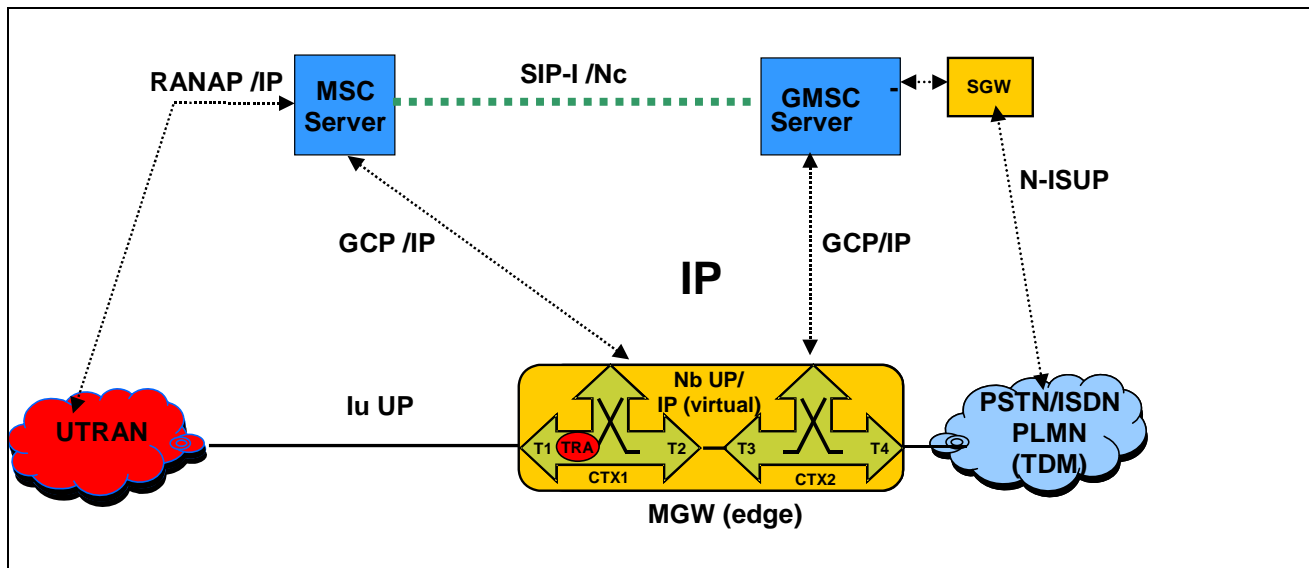 RANAP /IP
MSC
Server
SIP-I /Nc
GMSC
Server
-
SGW
N-ISUP
GCP /IP
GCP/IP
IP
Iu UP
Nb UP/
IP (virtual)
UTRAN
T1
TRA
T2
T3
T4
CTX1
CTX2
PSTN/ISDN
PLMN
(TDM)
MGW (edge)